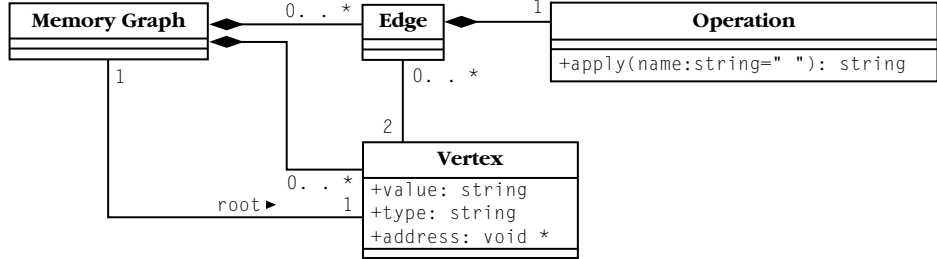 Memory Graph
0. . *
Edge
1
Operation
+apply(name:string=" "): string
1
0. . *
2
Vertex
0. . *
+value: string
root ►
1
+type: string
+address: void *